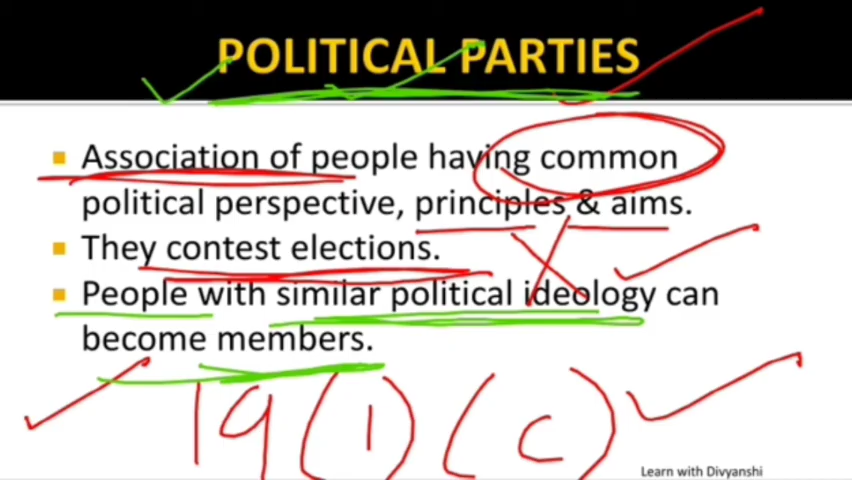 POLITICAL PARTIES
Association of people having common
political perspective, principles & aims.
They contest elections.
People with similar political ideology can
become members.
19(1)(c)
Learn with Divyanshi